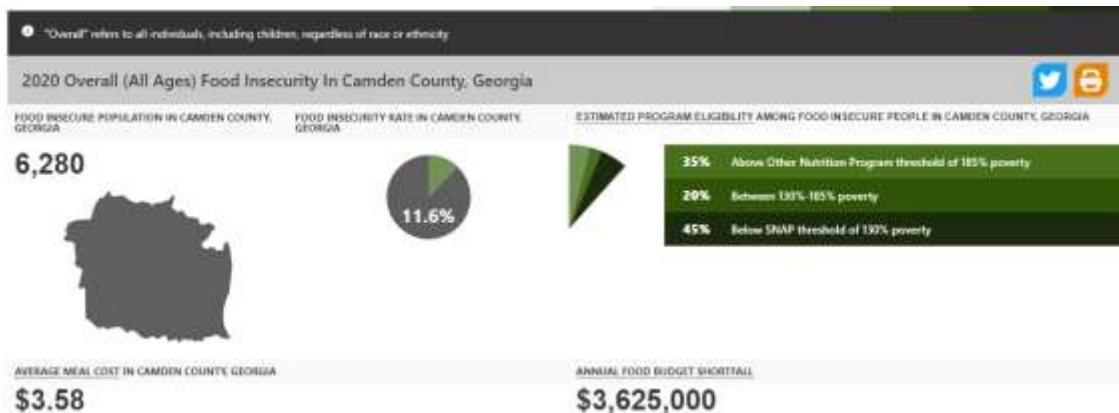 "Overall" refers to all individuals, including children, regardless of race or ethnicity
2020 Overall (All Ages) Food Insecurity In Camden County, Georgia
FOOD INSECURE POPULATION IN CAMDEN COUNTY,
GEORGIA
6,280
FOOD INSECURITY RATE IN CAMDEN COUNTY,
GEORGIA
11.6%
ESTIMATED PROGRAM ELIGIBILITY AMONG FOOD INSECURE PEOPLE IN CAMDEN COUNTY, GEORGIA
35% Above Other Nutrition Program threshold of 185% poverty
20% Between 130%-185% poverty
45% Below SNAP threshold of 130% poverty
AVERAGE MEAL COST IN CAMDEN COUNTY, GEORGIA
$3.58
ANNUAL FOOD BUDGET SHORTFALL
$3,625,000